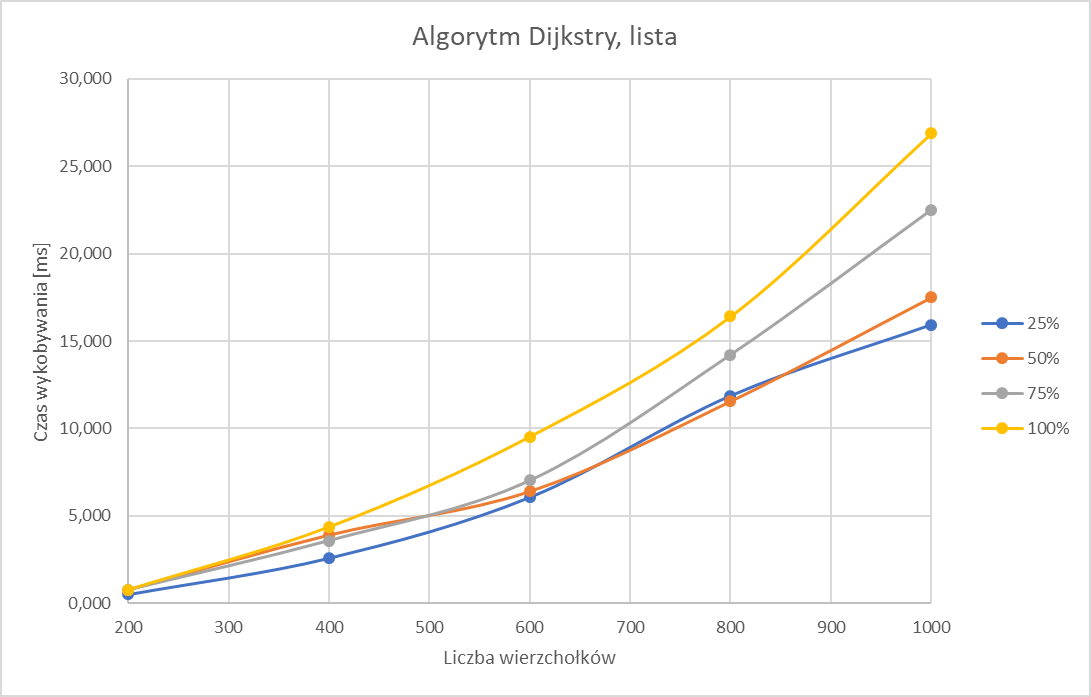 Algorytm Dijkstry, lista
30,000
25,000
20,000
15,000
10,000
5,000
0,000
Czas wykobywania [ms]
200 300 400 500 600 700 800 900 1000
Liczba wierzchołków
25%
50%
75%
100%